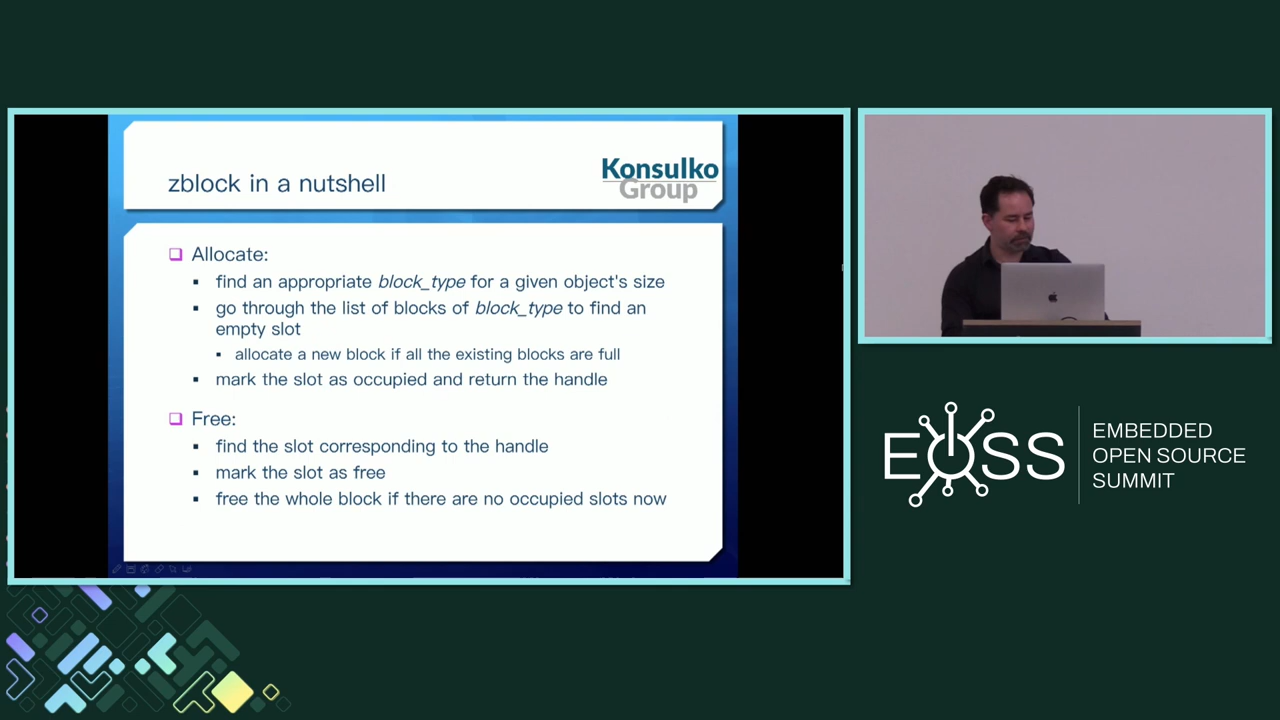 zblock in a nutshell
Konsulko
Group
Allocate:
find an appropriate block_type for a given object's size
go through the list of blocks of block_type to find an
empty slot
allocate a new block if all the existing blocks are full
mark the slot as occupied and return the handle
Free:
find the slot corresponding to the handle
mark the slot as free
free the whole block if there are no occupied slots now
EOSS
EMBEDDED
OPEN SOURCE
SUMMIT